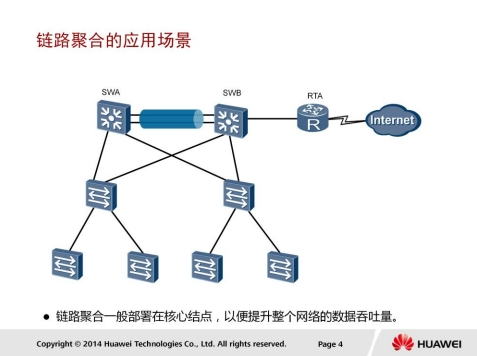 链路聚合的应用场景
SWA
SWB
RTA
R
Internet
● 链路聚合一般部署在核心结点，以便提升整个网络的数据吞吐量。
Copyright © 2014 Huawei Technologies Co., Ltd. All rights reserved.
Page 4
HUAWEI